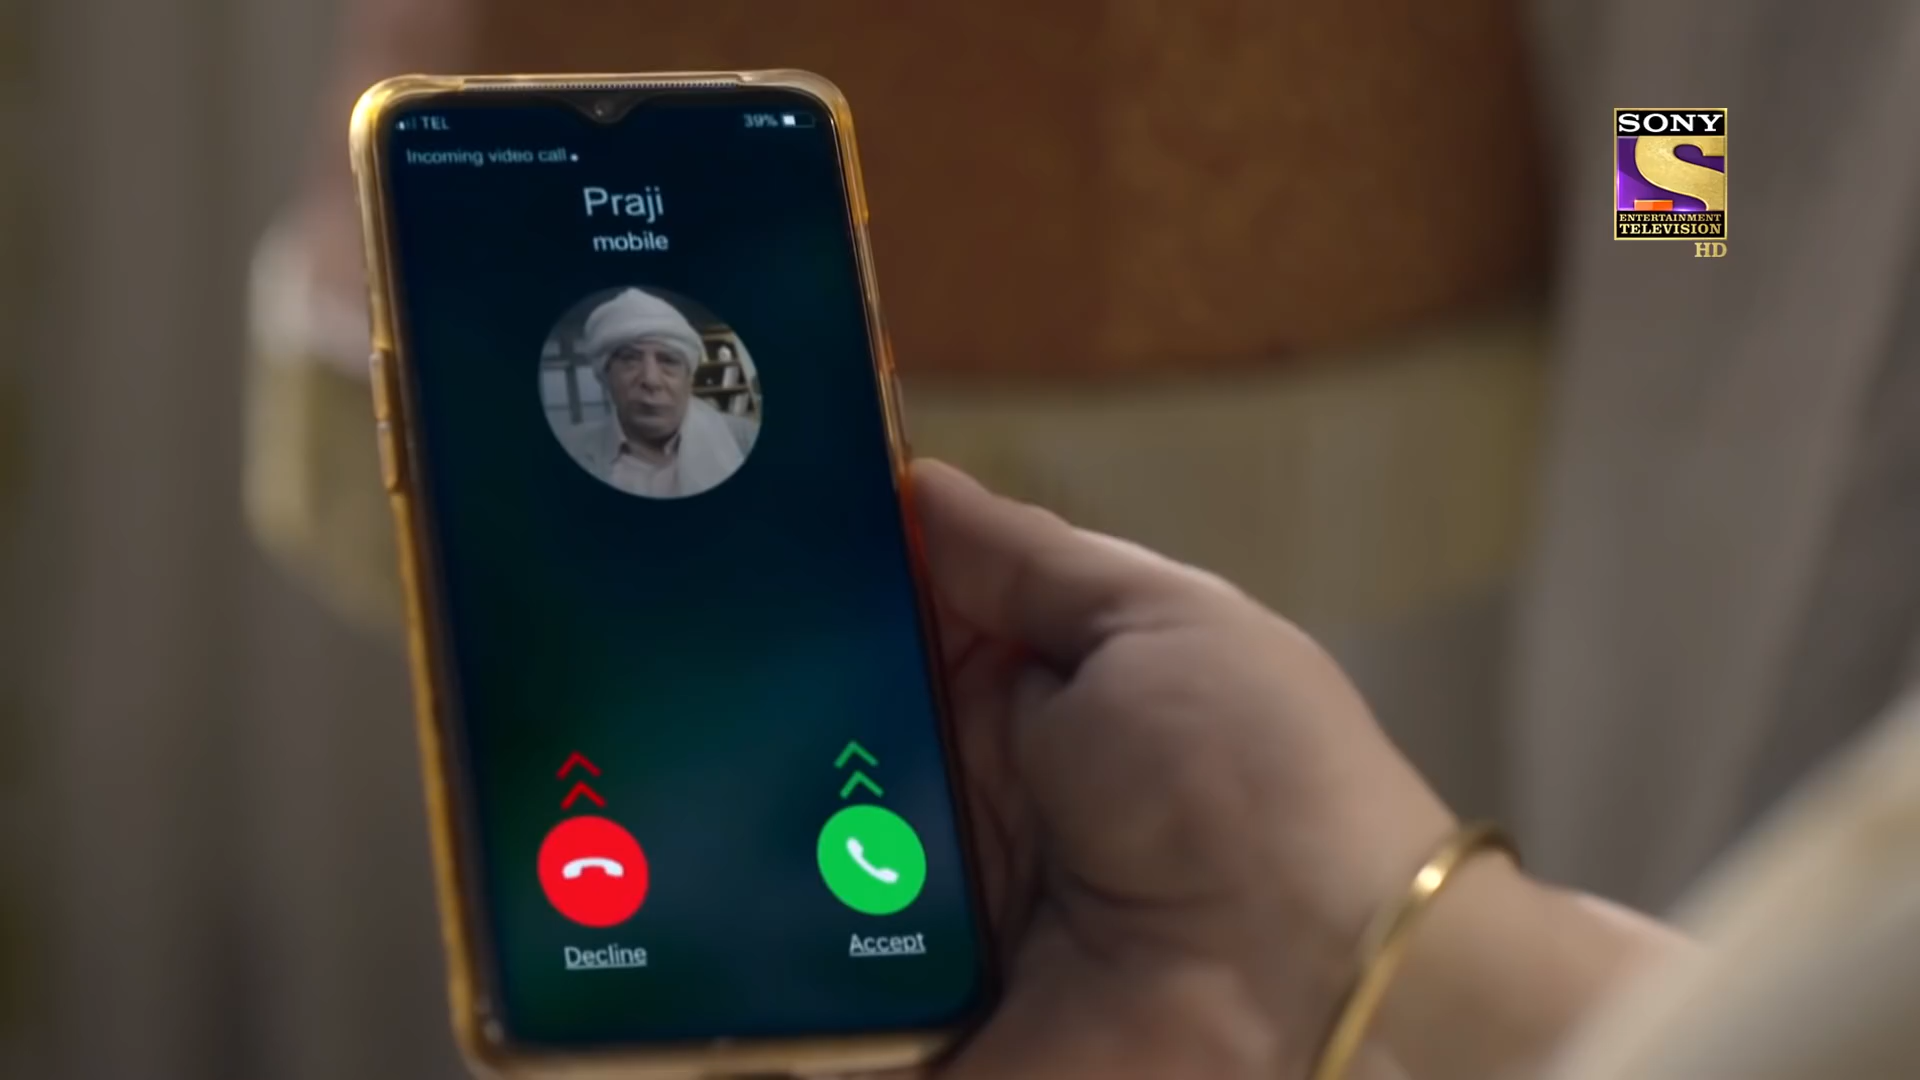 TEL 39%
Incoming video call
Praji
mobile
Decline
Accept
SONY
ENTERTAINMENT
TELEVISION
HD